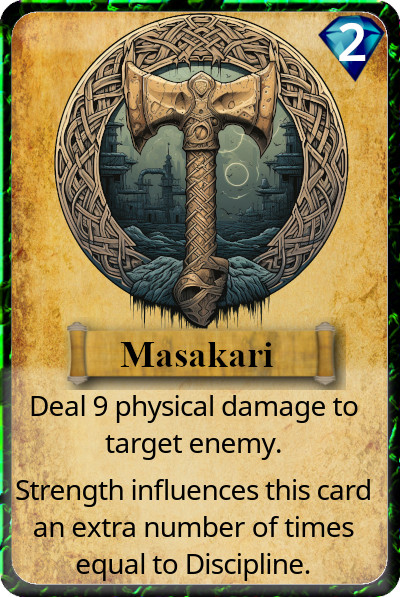 2
Masakari
Deal 9 physical damage to
target enemy.
Strength influences this card
an extra number of times
equal to Discipline.